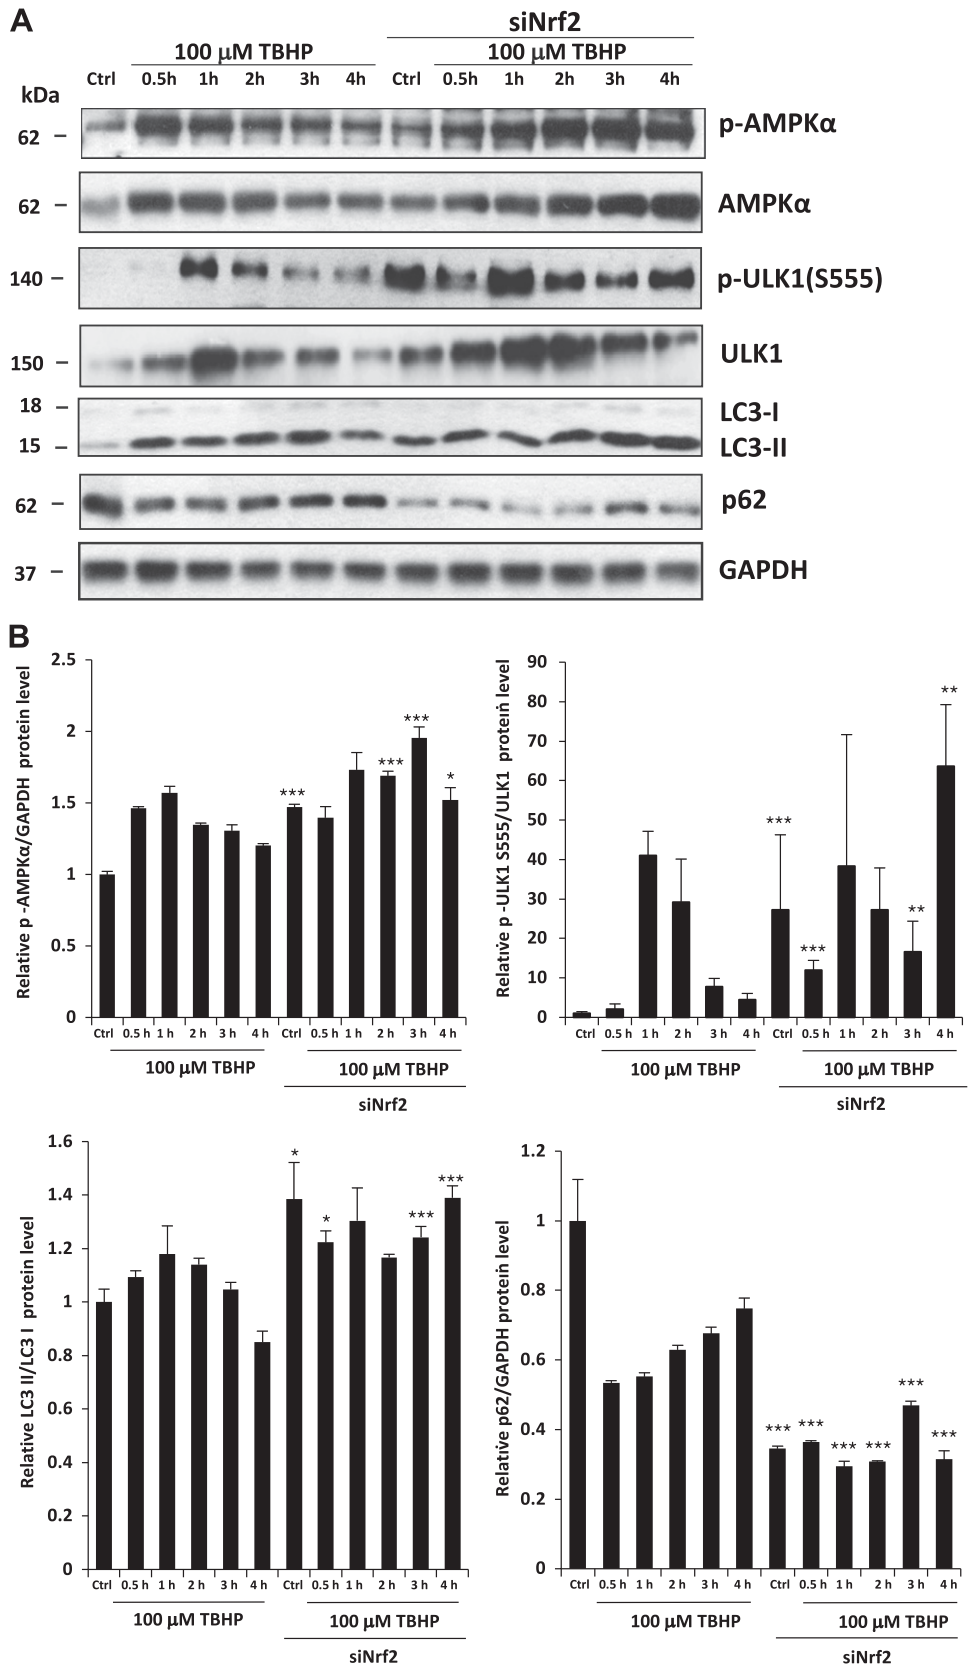 A
siNrf2
100 µM TBHP 100 µM TBHP
Ctrl 0.5h 1h 2h 3h 4h Ctrl 0.5h 1h 2h 3h 4h
kDa
62 – p-AMPKα
62 – AMPKα
140 – p-ULK1(S555)
150 – ULK1
18 – LC3-I
15 – LC3-II
62 – p62
37 – GAPDH
B
Relative p -AMPKα/GAPDH protein level
2.5
2
1.5
1
0.5
0
*** *** *** *
Ctrl 0.5 h 1 h 2 h 3 h 4 h Ctrl 0.5 h 1 h 2 h 3 h 4 h
100 µM TBHP 100 µM TBHP
siNrf2
Relative p -ULK1 S555/ULK1 protein level
90
80
70
60
50
40
30
20
10
0
*** *** ** **
Ctrl 0.5 h 1 h 2 h 3 h 4 h Ctrl 0.5 h 1 h 2 h 3 h 4 h
100 µM TBHP 100 µM TBHP
siNrf2
Relative LC3 II/LC3 I protein level
1.6
1.4
1.2
1
0.8
0.6
0.4
0.2
0
* * *** ***
Ctrl 0.5 h 1 h 2 h 3 h 4 h Ctrl 0.5 h 1 h 2 h 3 h 4 h
100 µM TBHP 100 µM TBHP
siNrf2
Relative p62/GAPDH protein level
1.2
1
0.8
0.6
0.4
0.2
0
*** *** *** *** *** ***
Ctrl 0.5 h 1 h 2 h 3 h 4 h Ctrl 0.5 h 1 h 2 h 3 h 4 h
100 µM TBHP 100 µM TBHP
siNrf2